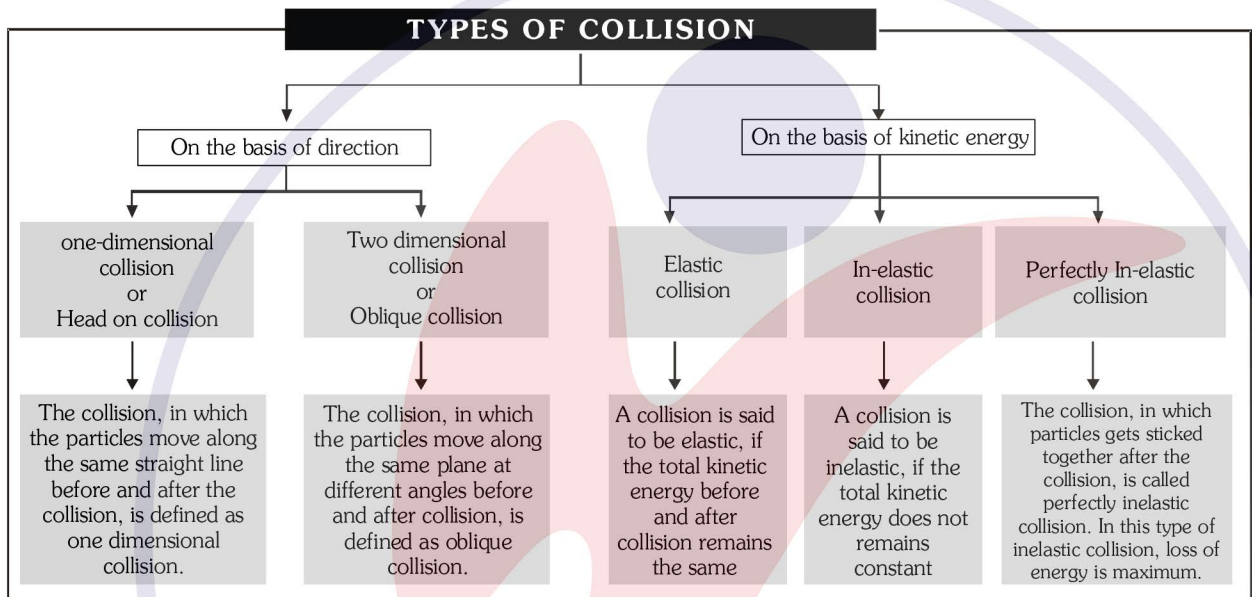 TYPES OF COLLISION
On the basis of direction
On the basis of kinetic energy
one-dimensional
collision
or
Head on collision
Two dimensional
collision
or
Oblique collision
Elastic
collision
In-elastic
collision
Perfectly In-elastic
collision
The collision, in which
the particles move along
the same straight line
before and after the
collision, is defined as
one dimensional
collision.
The collision, in which
the particles move along
the same plane at
different angles before
and after collision, is
defined as oblique
collision.
A collision is said
to be elastic, if
the total kinetic
energy before
and after
collision remains
the same
A collision is
said to be
inelastic, if the
total kinetic
energy does not
remains
constant
The collision, in which
particles gets sticked
together after the
collision, is called
perfectly inelastic
collision. In this type of
inelastic collision, loss of
energy is maximum.